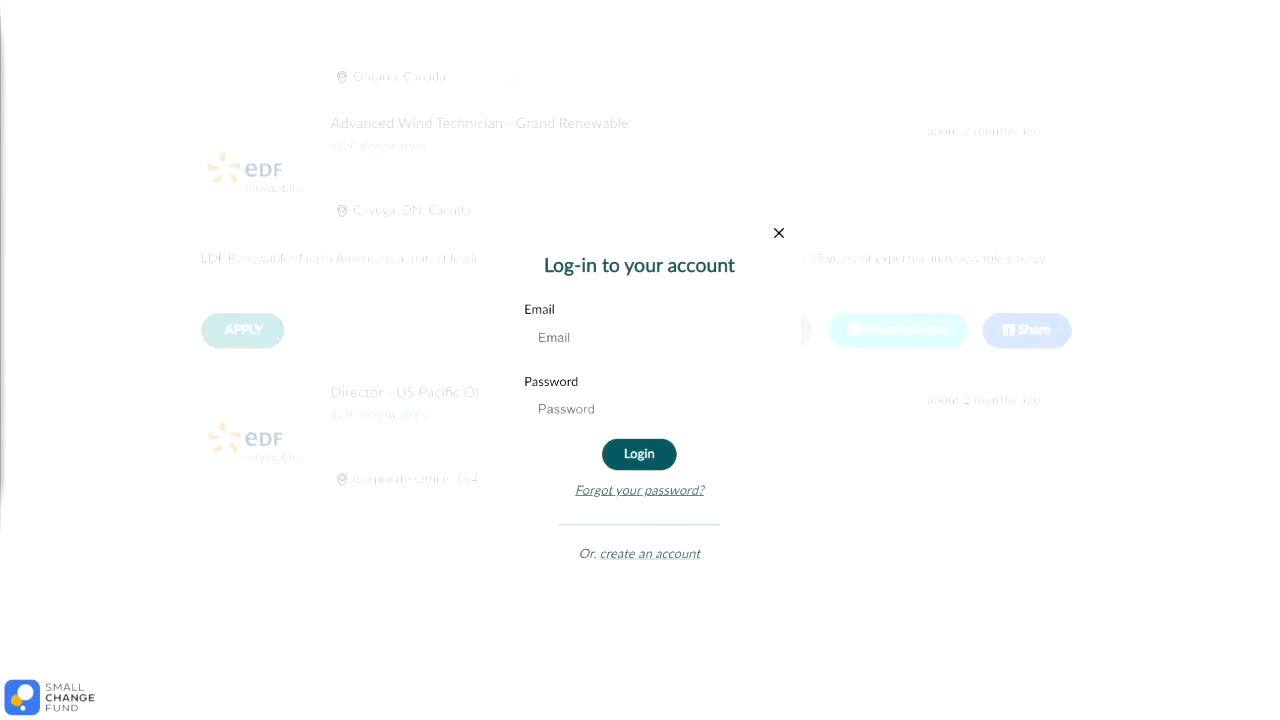 Ontario, Canada
Advanced Wind Technician - Grand Renewable
about 2 months ago
EDF Renewables
eDF
renewables
Cayuga, ON, Canada
Log-in to your account
EDF Renewables North America is a market leadi
35 years of expertise in renewable energy
Email
Email
APPLY
Share
Password
Director - US Pacific Of
about 2 months ago
Password
EDF Renewables
eDF
renewables
Login
Corporate Office, 154
Forgot your password?
Or, create an account
SMALL
CHANGE
FUND